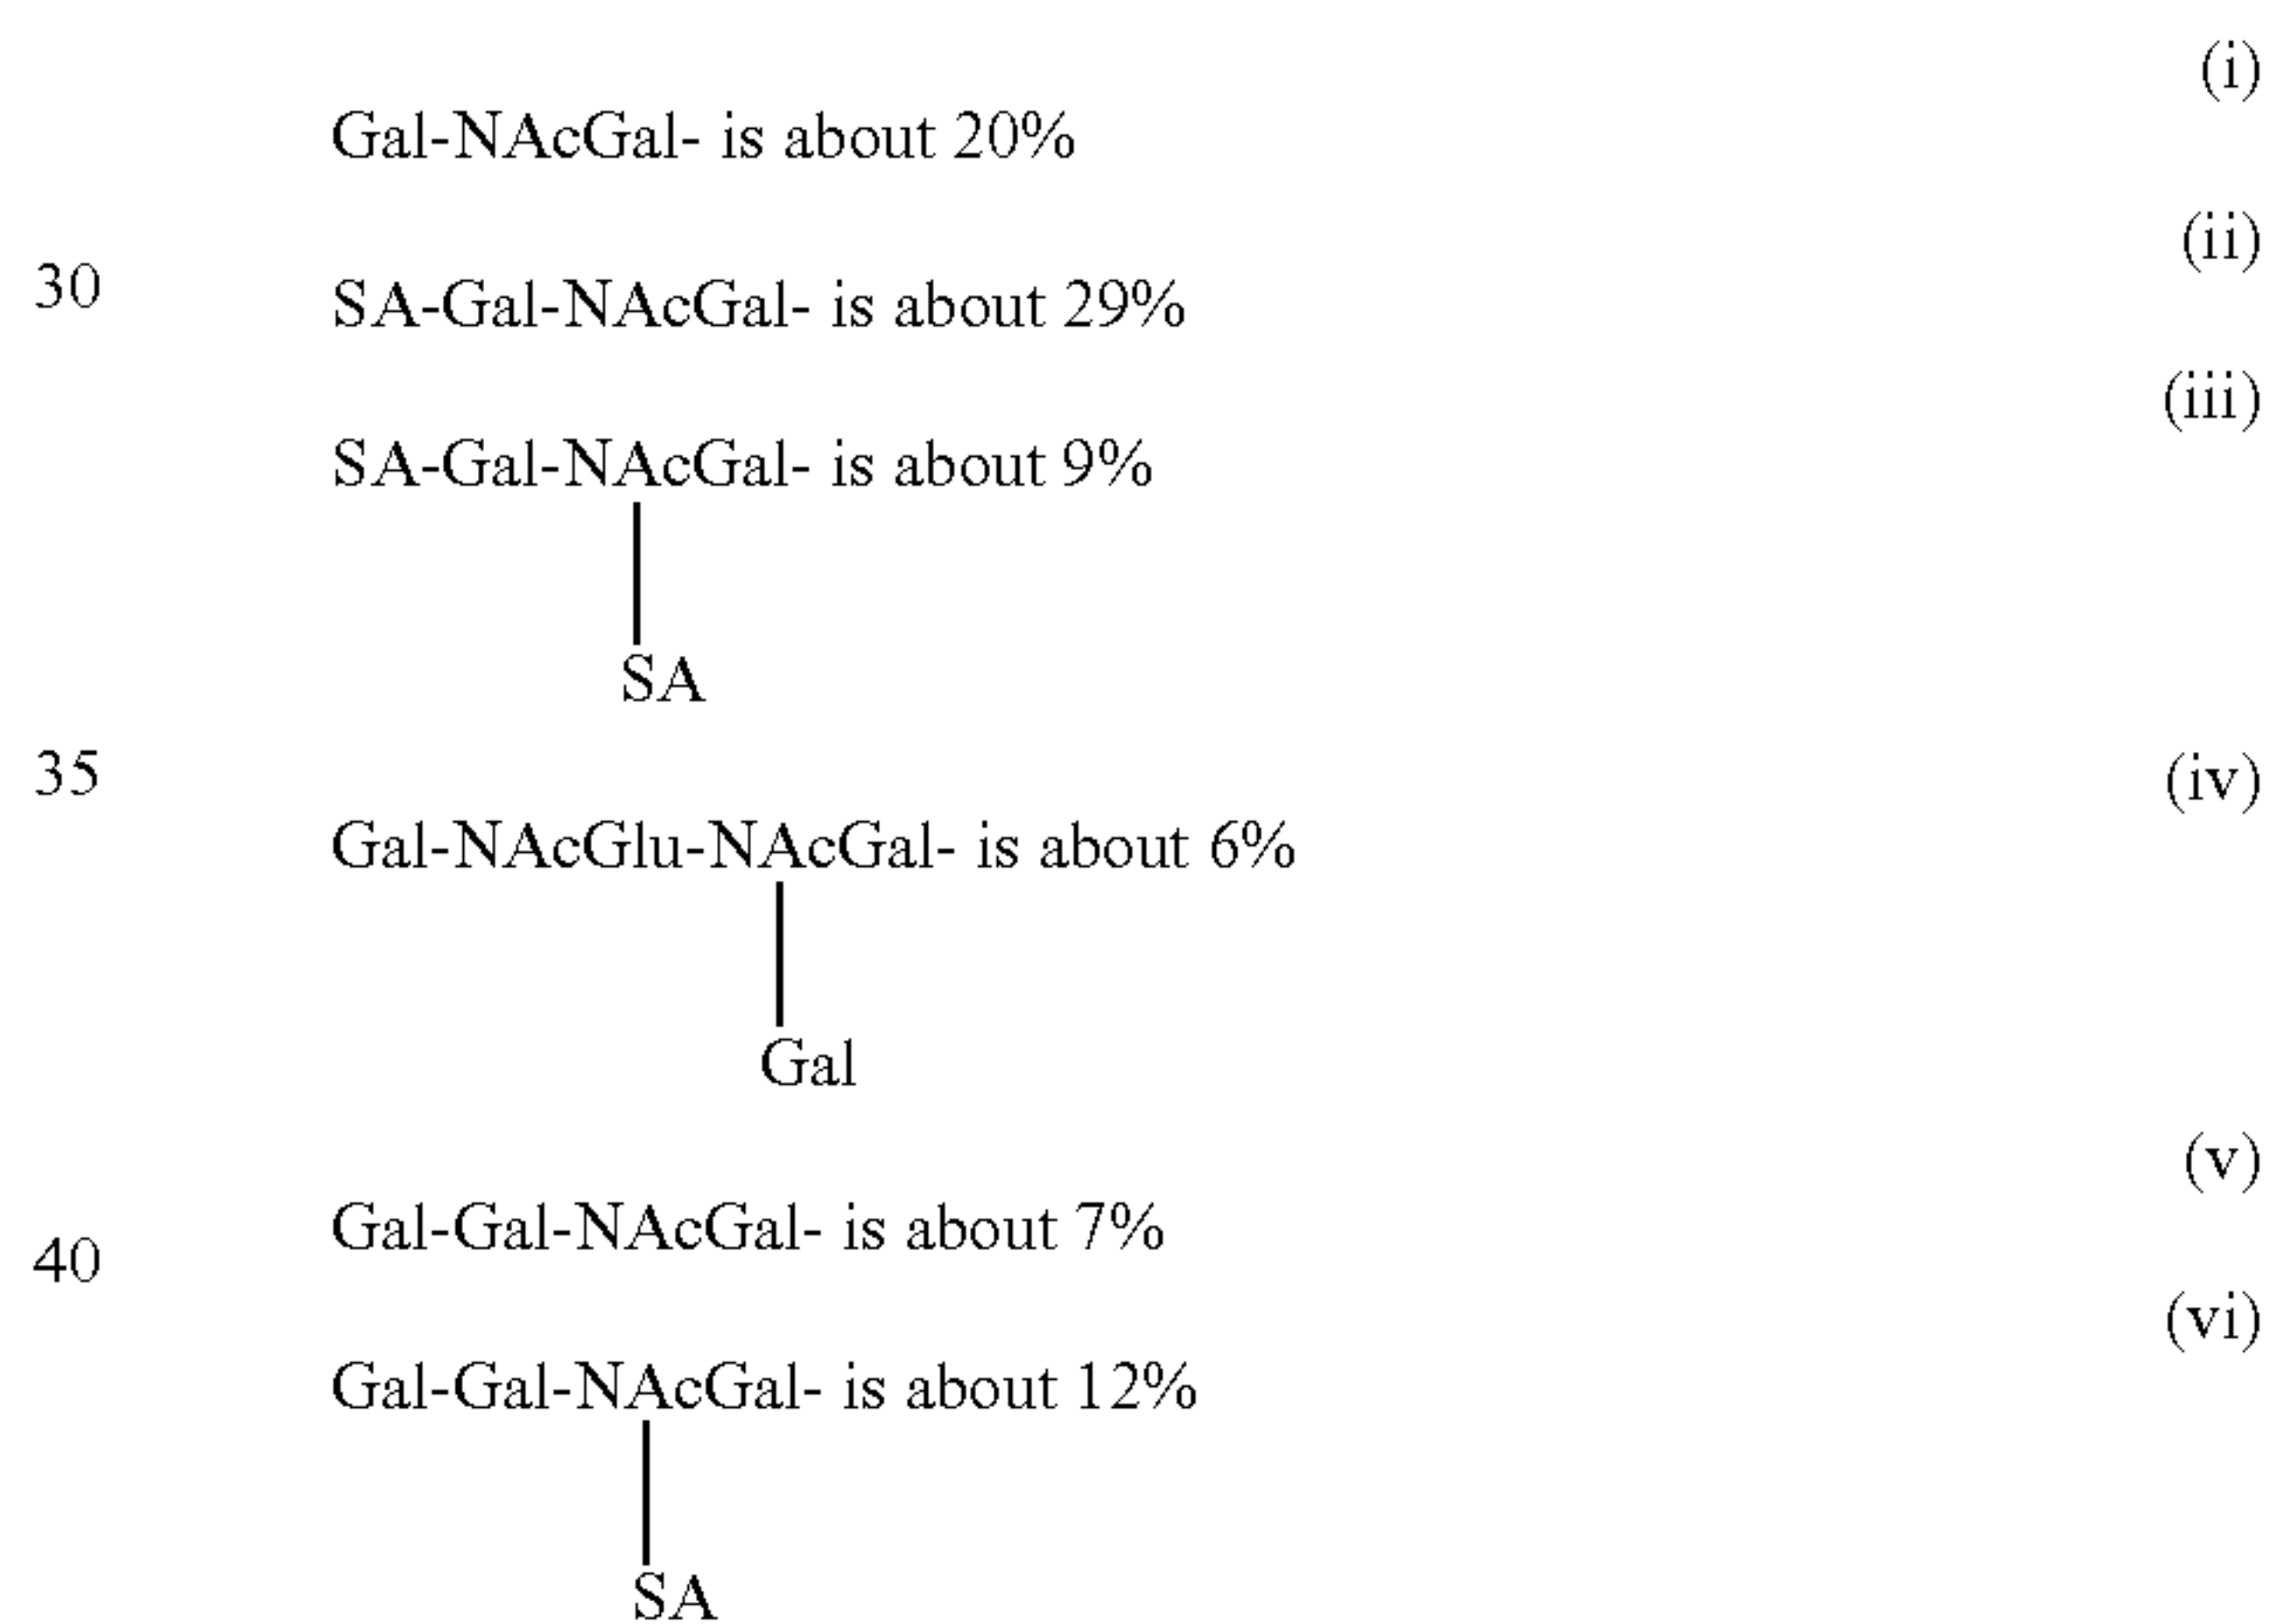 (i)
Gal-NAcGal- is about 20%
(ii)
30
SA-Gal-NAcGal- is about 29%
(iii)
SA-Gal-NAcGal- is about 9%
SA
35
(iv)
Gal-NAcGlu-NAcGal- is about 6%
Gal
(v)
Gal-Gal-NAcGal- is about 7%
40
(vi)
Gal-Gal-NAcGal- is about 12%
SA